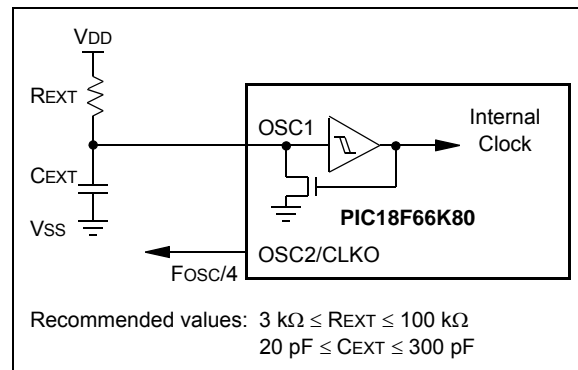 VDD
REXT
OSC1
Internal
Clock
CEXT
PIC18F66K80
VSS
OSC2/CLKO
FOSC/4
Recommended values: 3 kΩ ≤ REXT ≤ 100 kΩ
20 pF ≤ CEXT ≤ 300 pF